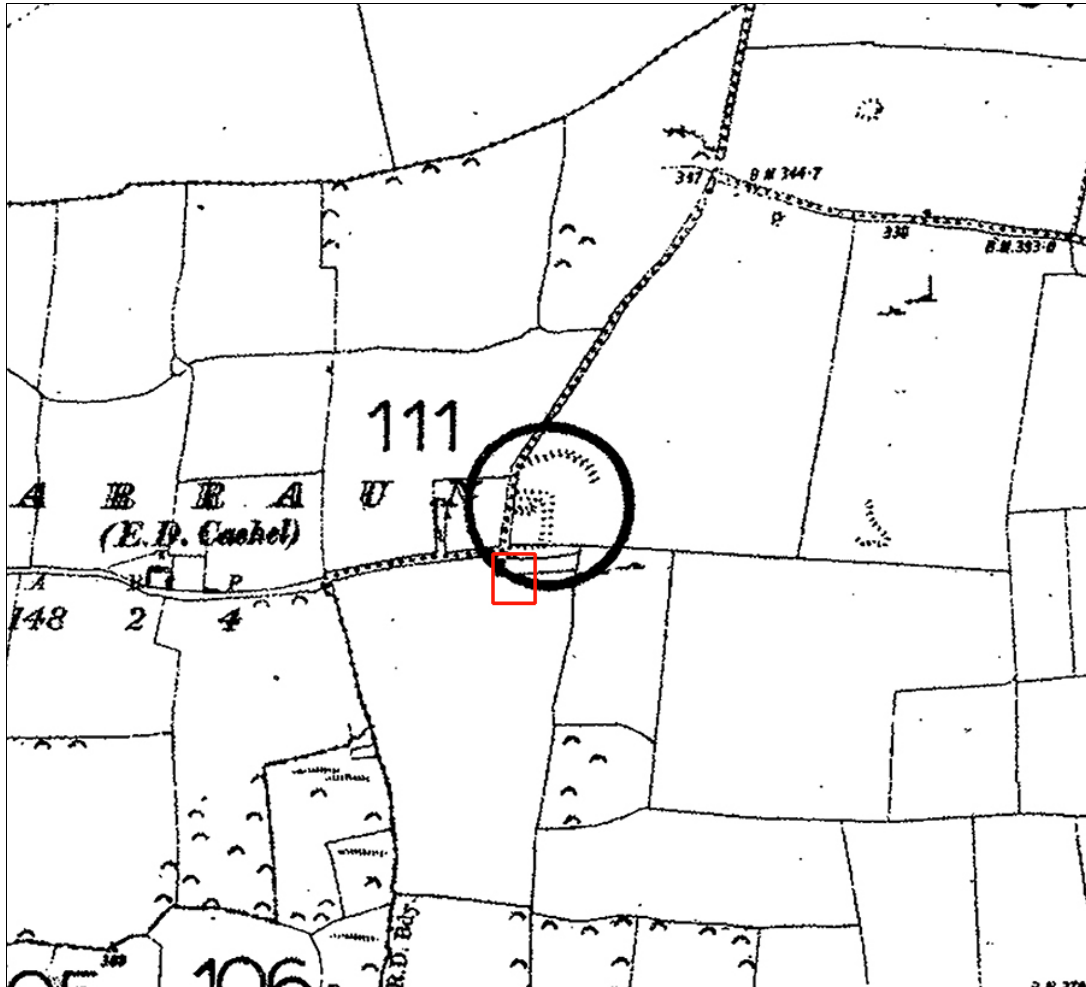 347
B M 344·7
330
B.M.333·0
111
A R R A U N
(E.D. Cashel)
A R P
148 2 4
R.D. Bdy.
106